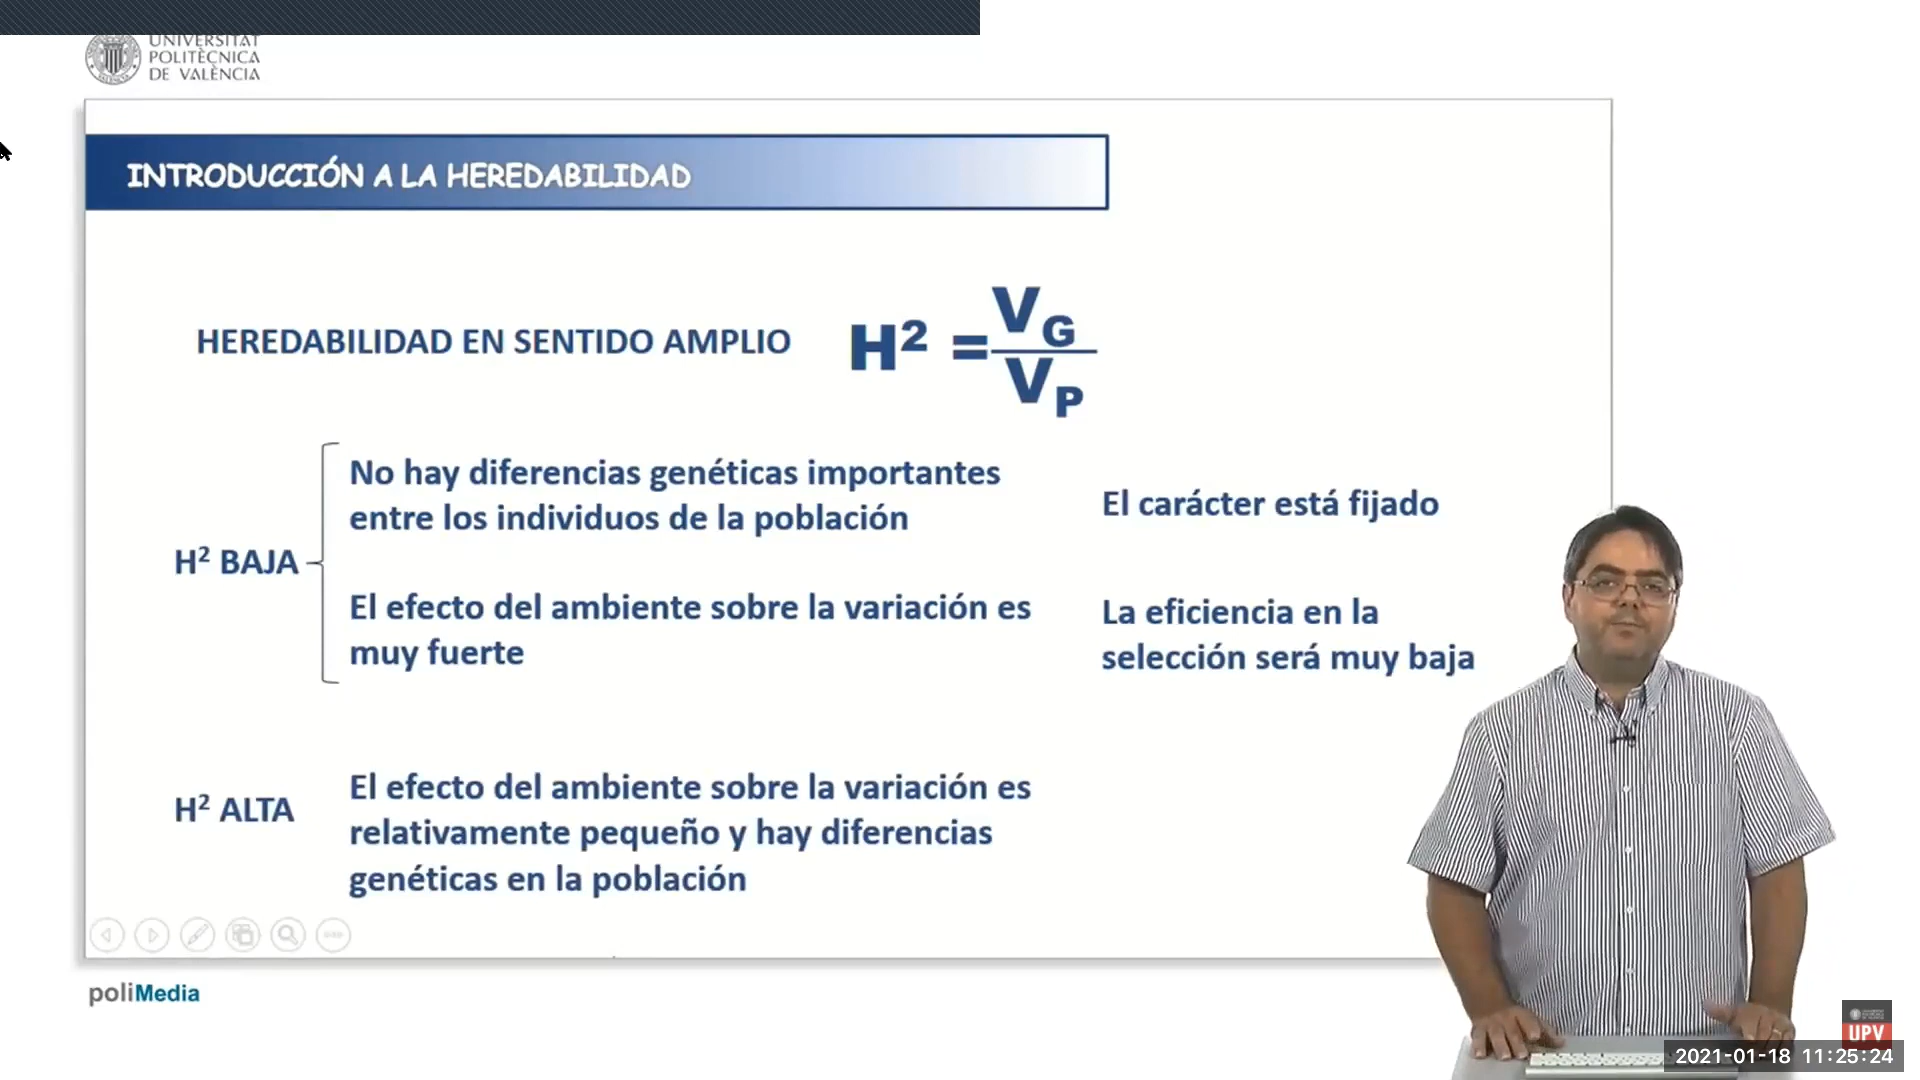 UNIVERSITAT
POLITÈCNICA
DE VALÈNCIA
INTRODUCCIÓN A LA HEREDABILIDAD
HEREDABILIDAD EN SENTIDO AMPLIO
H² = V_G / V_P
No hay diferencias genéticas importantes
entre los individuos de la población
El carácter está fijado
H² BAJA
El efecto del ambiente sobre la variación es
muy fuerte
La eficiencia en la
selección será muy baja
H² ALTA
El efecto del ambiente sobre la variación es
relativamente pequeño y hay diferencias
genéticas en la población
poliMedia
UPV
2021-01-18 11:25:24